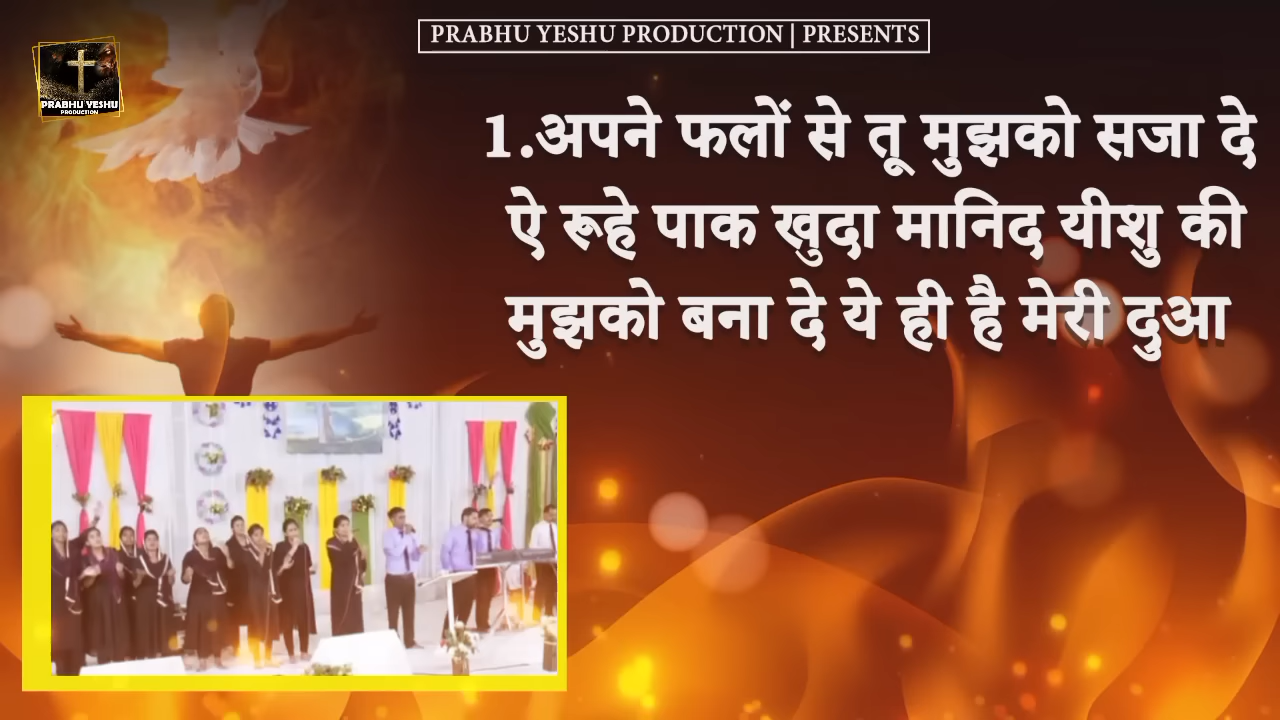 PRABHU YESHU PRODUCTION | PRESENTS
PRABHU YESHU
PRODUCTION
1.अपने फलों से तू मुझको सजा दे
ऐ रूहे पाक खुदा मानिद यीशु की
मुझको बना दे ये ही है मेरी दुआ